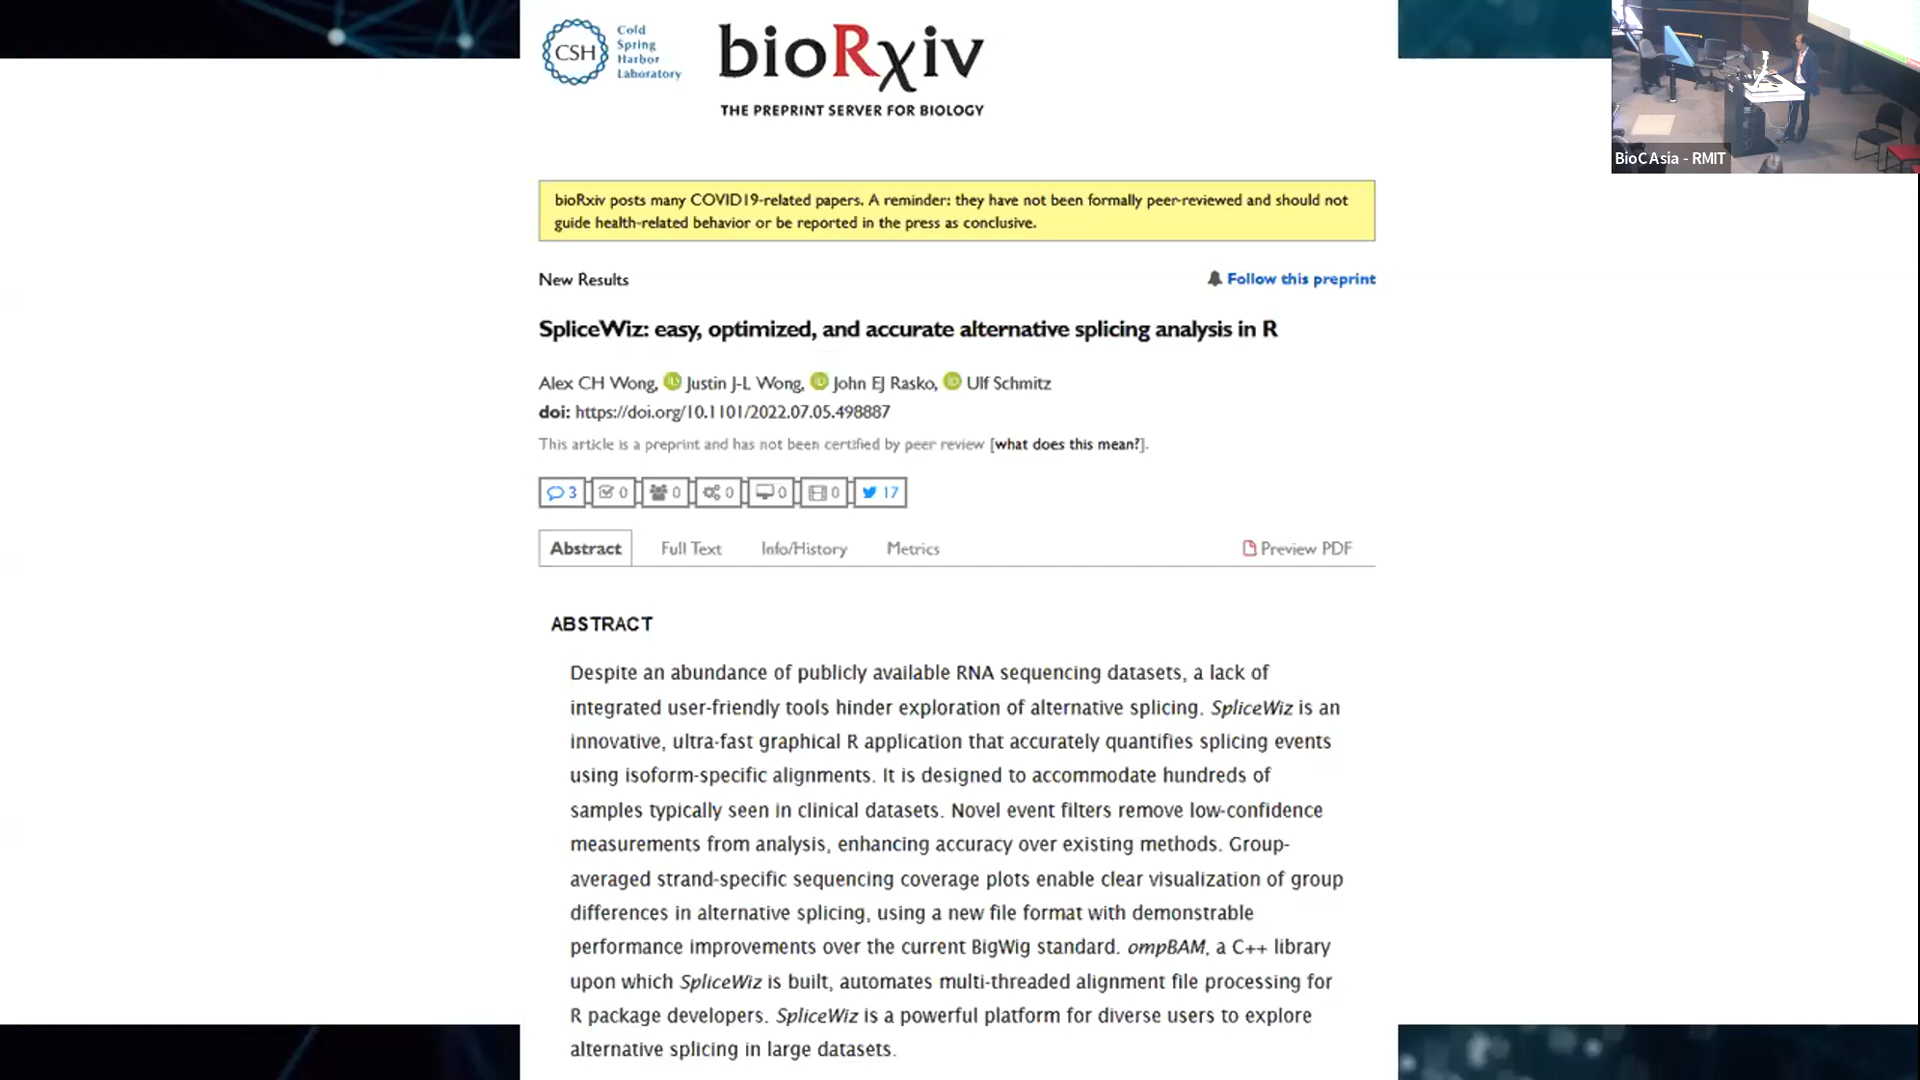 CSH
Cold
Spring
Harbor
Laboratory
bioRχiv
THE PREPRINT SERVER FOR BIOLOGY
BioC Asia - RMIT
bioRxiv posts many COVID19-related papers. A reminder: they have not been formally peer-reviewed and should not
guide health-related behavior or be reported in the press as conclusive.
New Results
Follow this preprint
SpliceWiz: easy, optimized, and accurate alternative splicing analysis in R
Alex CH Wong, iD Justin J-L Wong, iD John EJ Rasko, iD Ulf Schmitz
doi: https://doi.org/10.1101/2022.07.05.498887
This article is a preprint and has not been certified by peer review [what does this mean?].
3 0 0 0 0 0 17
Abstract Full Text Info/History Metrics Preview PDF
ABSTRACT
Despite an abundance of publicly available RNA sequencing datasets, a lack of
integrated user-friendly tools hinder exploration of alternative splicing. SpliceWiz is an
innovative, ultra-fast graphical R application that accurately quantifies splicing events
using isoform-specific alignments. It is designed to accommodate hundreds of
samples typically seen in clinical datasets. Novel event filters remove low-confidence
measurements from analysis, enhancing accuracy over existing methods. Group-
averaged strand-specific sequencing coverage plots enable clear visualization of group
differences in alternative splicing, using a new file format with demonstrable
performance improvements over the current BigWig standard. ompBAM, a C++ library
upon which SpliceWiz is built, automates multi-threaded alignment file processing for
R package developers. SpliceWiz is a powerful platform for diverse users to explore
alternative splicing in large datasets.